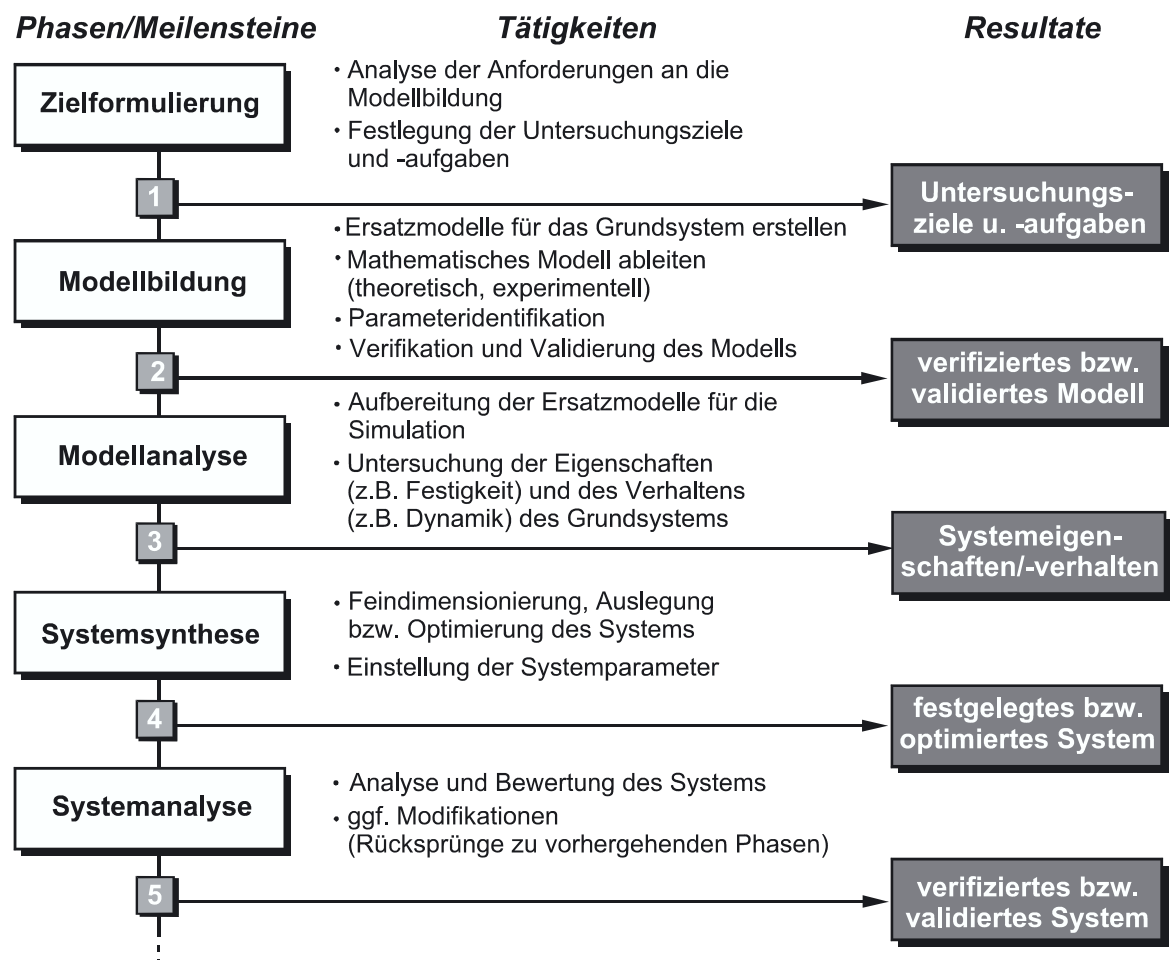 Phasen/Meilensteine
Tätigkeiten
Resultate
Zielformulierung
· Analyse der Anforderungen an die
Modellbildung
· Festlegung der Untersuchungsziele
und -aufgaben
1
Untersuchungs-
ziele u. -aufgaben
Modellbildung
· Ersatzmodelle für das Grundsystem erstellen
· Mathematisches Modell ableiten
(theoretisch, experimentell)
· Parameteridentifikation
· Verifikation und Validierung des Modells
2
verifiziertes bzw.
validiertes Modell
Modellanalyse
· Aufbereitung der Ersatzmodelle für die
Simulation
· Untersuchung der Eigenschaften
(z.B. Festigkeit) und des Verhaltens
(z.B. Dynamik) des Grundsystems
3
Systemeigen-
schaften/-verhalten
Systemsynthese
· Feindimensionierung, Auslegung
bzw. Optimierung des Systems
· Einstellung der Systemparameter
4
festgelegtes bzw.
optimiertes System
Systemanalyse
· Analyse und Bewertung des Systems
· ggf. Modifikationen
(Rücksprünge zu vorhergehenden Phasen)
5
verifiziertes bzw.
validiertes System